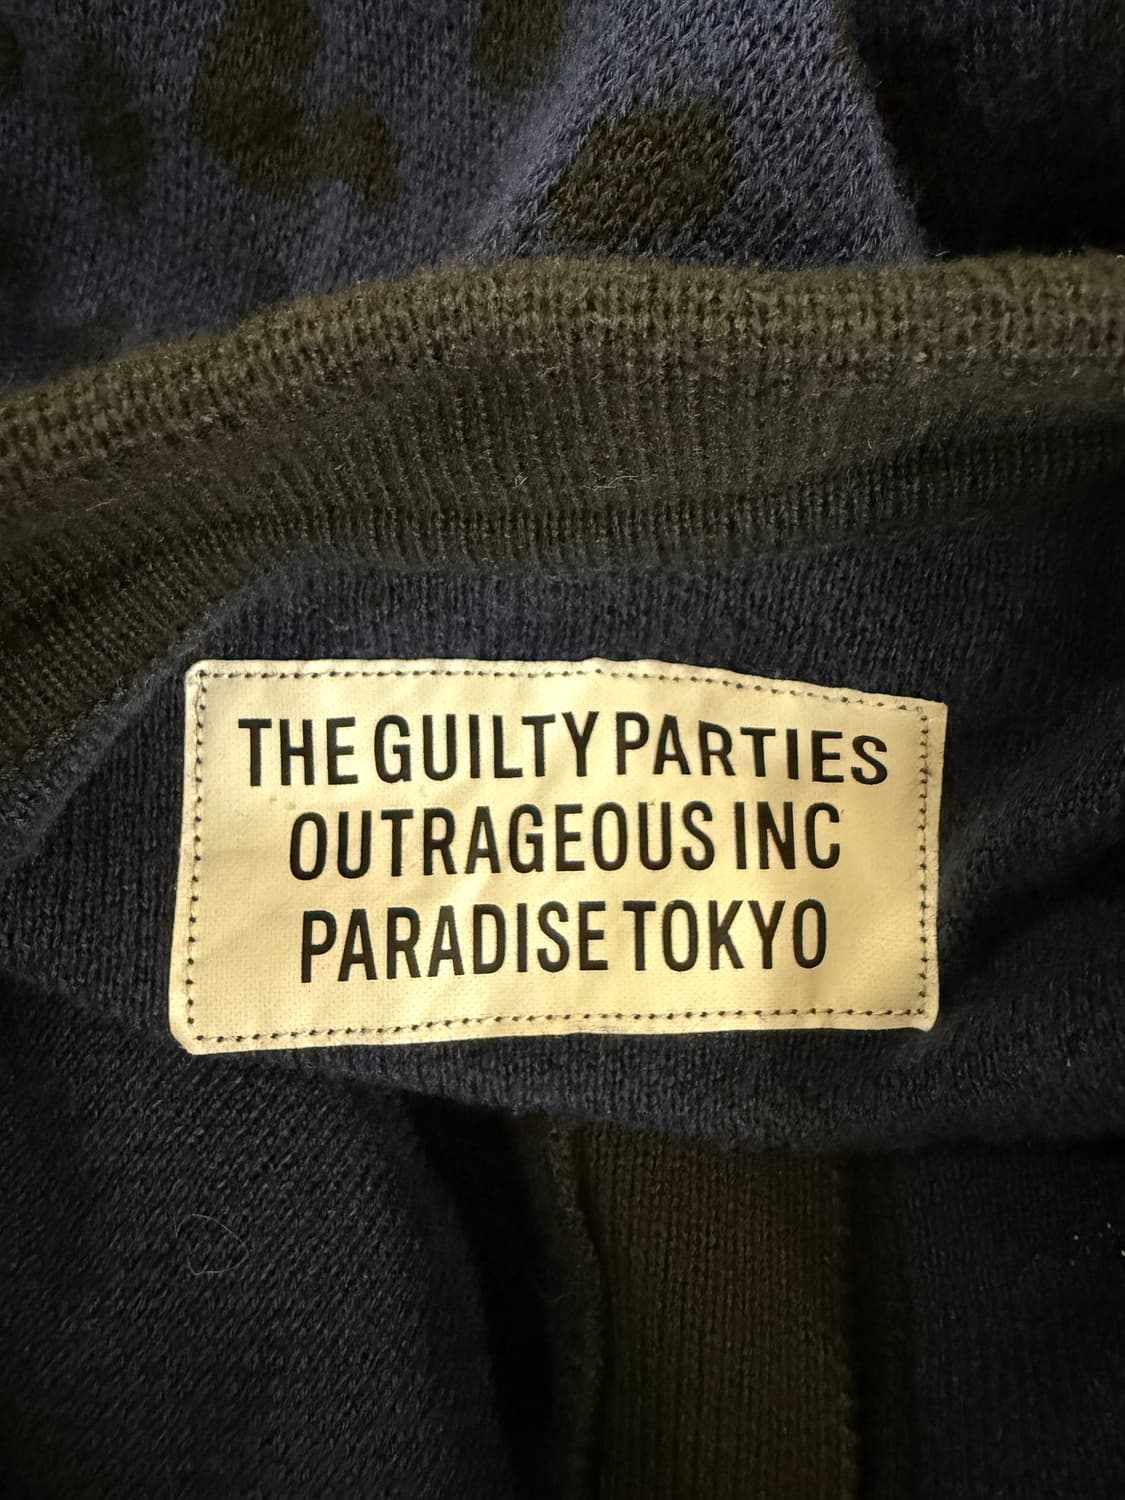 THE GUILTY PARTIES
OUTRAGEOUS INC
PARADISE TOKYO